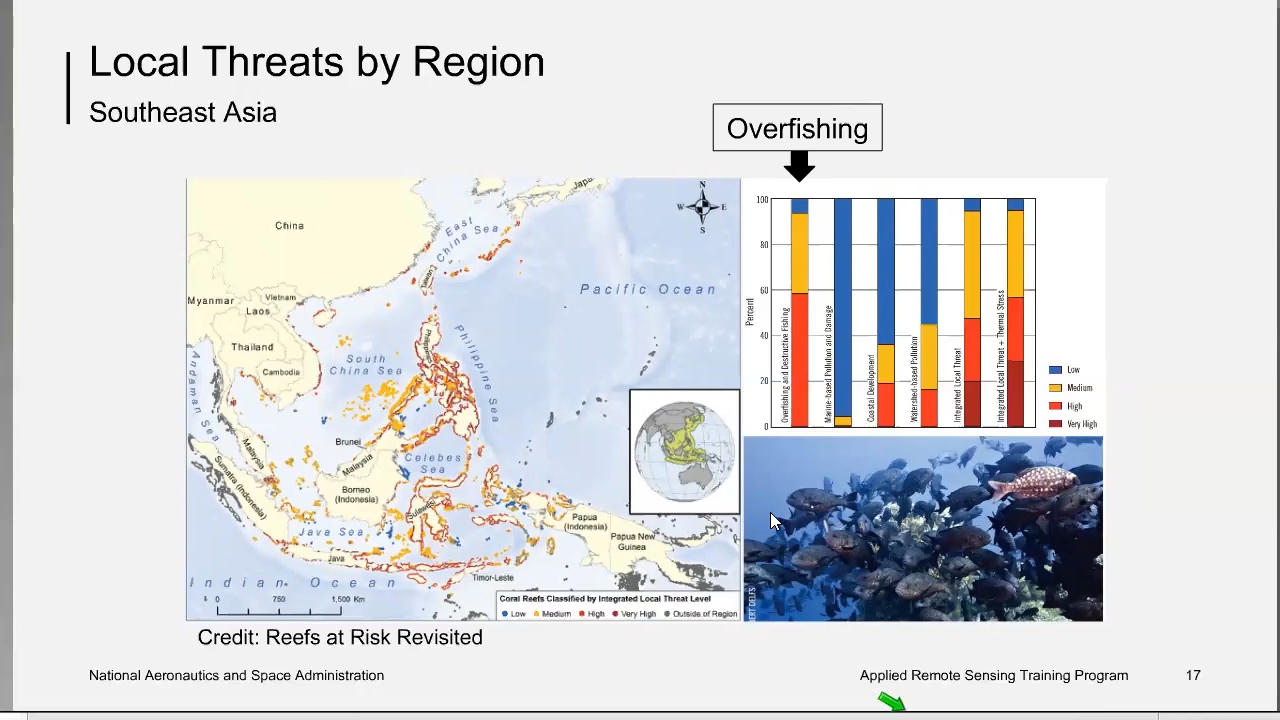 Local Threats by Region
Southeast Asia
Overfishing
China
Japa
East
China Sea
N
W
E
S
Pacific Ocean
Myanmar
Vietnam
Laos
Thailand
Cambodia
South
China Sea
Philippines
Philippine Sea
Andaman Sea
Malaysia
Brunei
Malaysia
Celebes
Sea
Sumatra (Indonesia)
Borneo
(Indonesia)
Sulawesi
Java Sea
Java
Papua
(Indonesia)
Papua New
Guinea
Timor-Leste
Indian Ocean
0 750 1,500 Km
Coral Reefs Classified by Integrated Local Threat Level
Low Medium High Very High Outside of Region
Percent
100
80
60
40
20
0
Overfishing and Destructive Fishing
Marine-based Pollution and Damage
Coastal Development
Watershed-based Pollution
Integrated Local Threat
Integrated Local Threat + Thermal Stress
Low
Medium
High
Very High
Credit: Reefs at Risk Revisited
National Aeronautics and Space Administration
Applied Remote Sensing Training Program
17